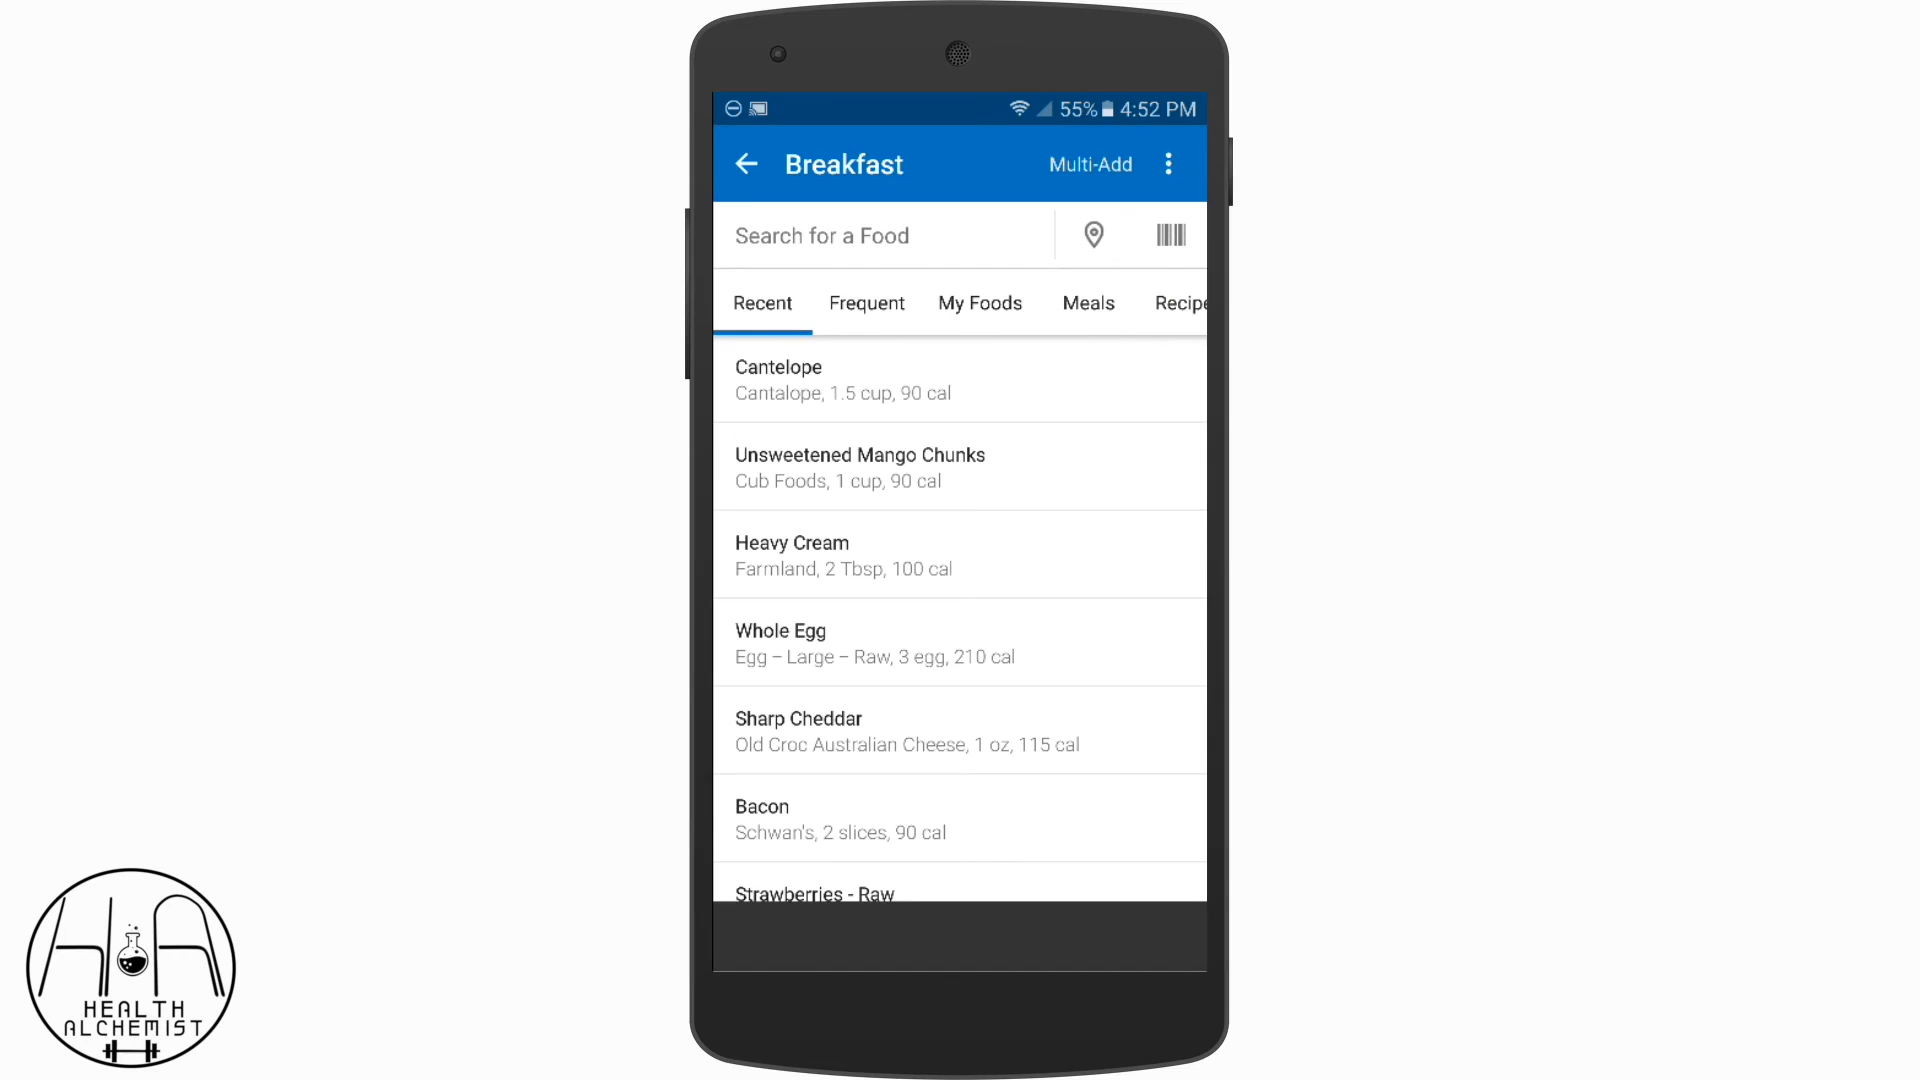 55% 4:52 PM
Breakfast Multi-Add
Search for a Food
Recent Frequent My Foods Meals Recipe
Cantelope
Cantalope, 1.5 cup, 90 cal
Unsweetened Mango Chunks
Cub Foods, 1 cup, 90 cal
Heavy Cream
Farmland, 2 Tbsp, 100 cal
Whole Egg
Egg – Large – Raw, 3 egg, 210 cal
Sharp Cheddar
Old Croc Australian Cheese, 1 oz, 115 cal
Bacon
Schwan's, 2 slices, 90 cal
Strawberries - Raw
HA
HEALTH
ALCHEMIST